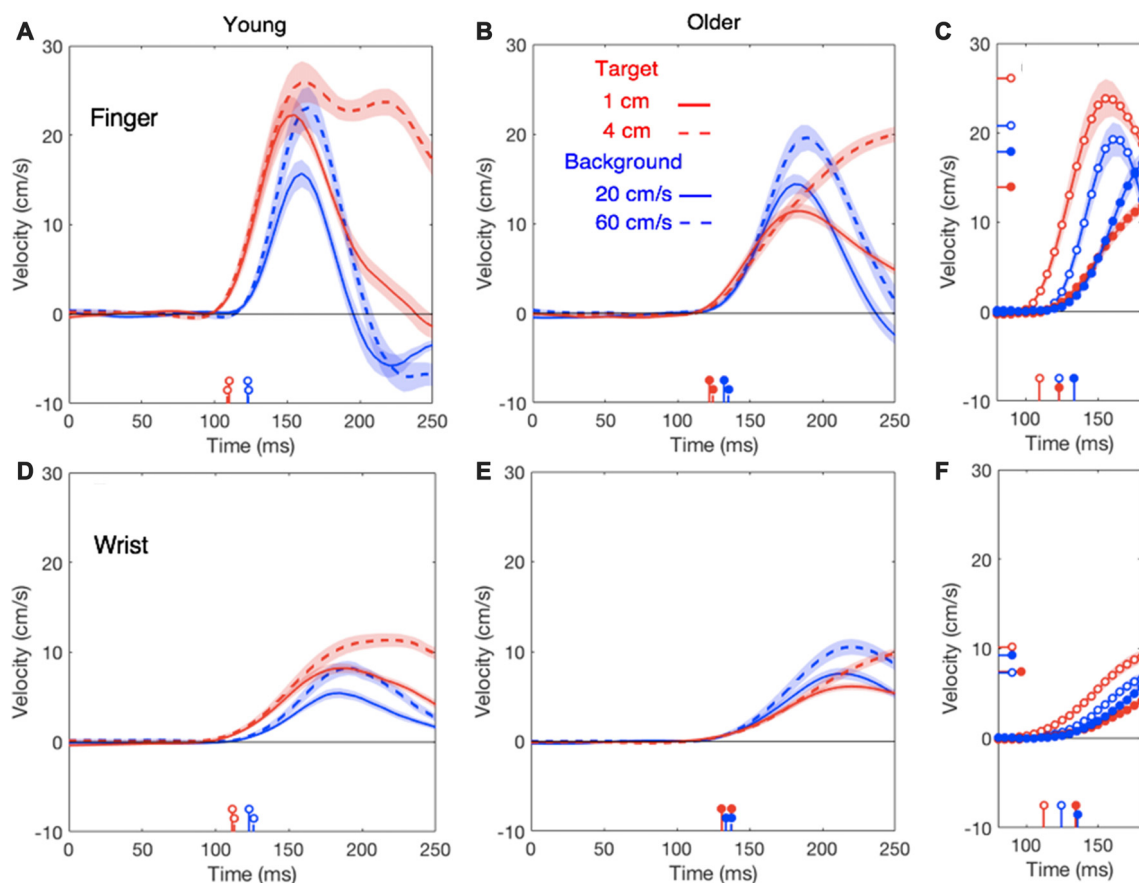 Young
Older
A
B
C
Finger
Target
1 cm
4 cm
Background
20 cm/s
60 cm/s
Velocity (cm/s)
30
20
10
0
-10
0 50 100 150 200 250
Time (ms)
Velocity (cm/s)
30
20
10
0
-10
0 50 100 150 200 250
Time (ms)
Velocity (cm/s)
30
20
10
0
-10
100 150
Time (ms)
D
E
F
Wrist
Velocity (cm/s)
30
20
10
0
-10
0 50 100 150 200 250
Time (ms)
Velocity (cm/s)
30
20
10
0
-10
0 50 100 150 200 250
Time (ms)
Velocity (cm/s)
30
20
10
0
-10
100 150
Time (ms)